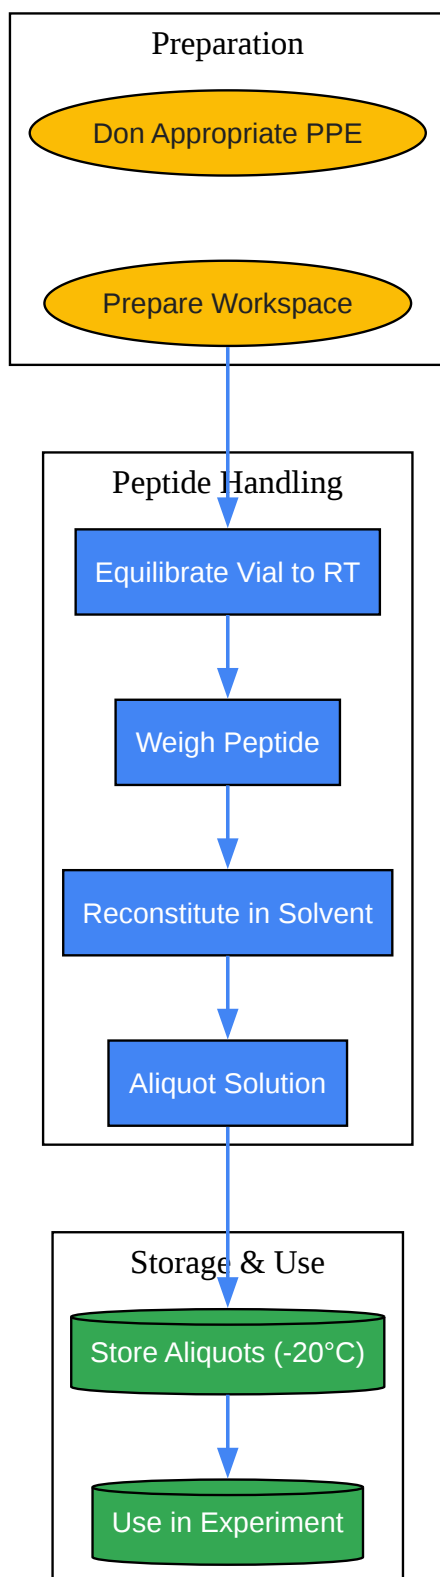 Preparation
Don Appropriate PPE
Prepare Workspace
Peptide Handling
Equilibrate Vial to RT
Weigh Peptide
Reconstitute in Solvent
Aliquot Solution
Storage & Use
Store Aliquots (-20°C)
Use in Experiment